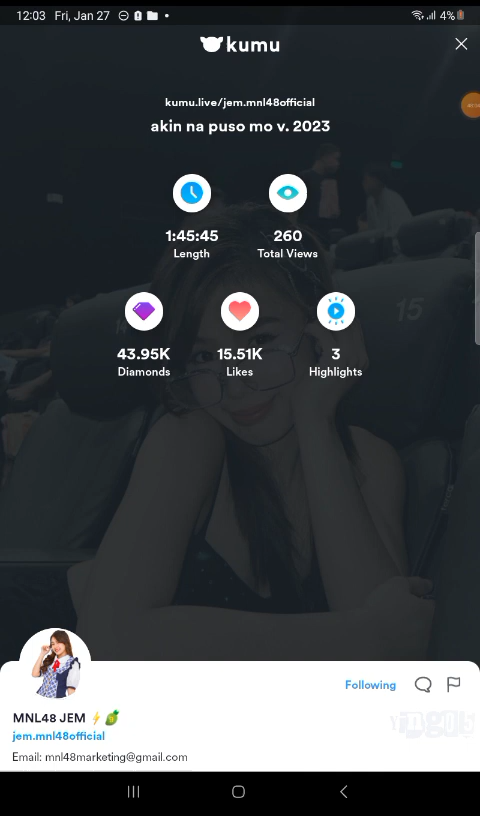 12:03 Fri, Jan 27 4%
kumu
kumu.live/jem.mnl48official
akin na puso mo v. 2023
1:45:45 260
Length Total Views
15
43.95K 15.51K 3
Diamonds Likes Highlights
Following
MNL48 JEM
jem.mnl48official
Email: mnl48marketing@gmail.com